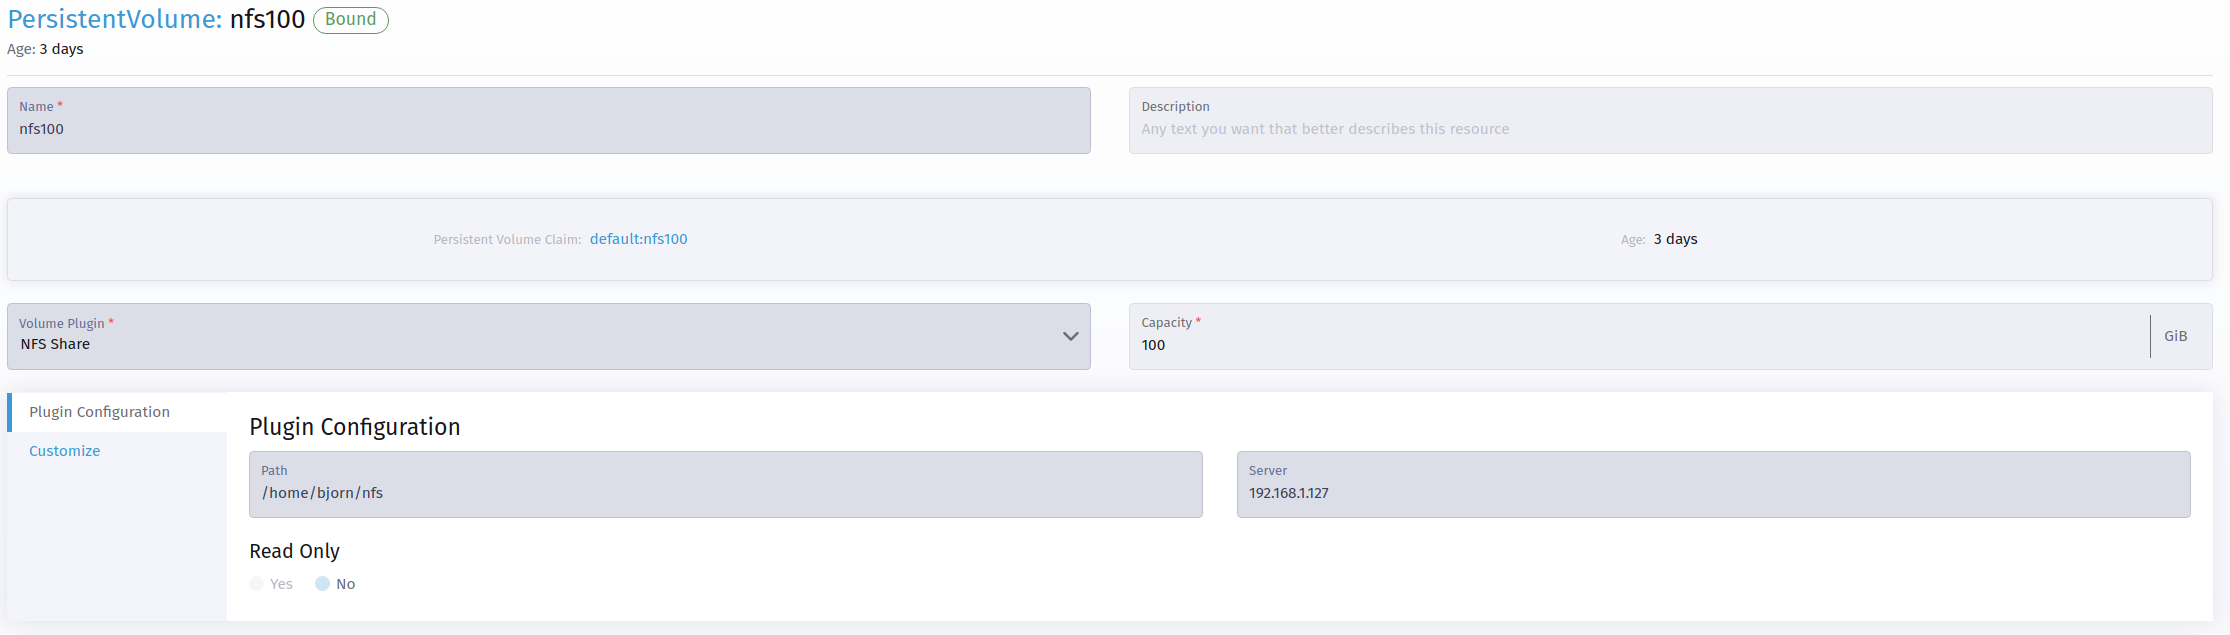 PersistentVolume: nfs100 Bound
Age: 3 days
Name *
nfs100
Description
Any text you want that better describes this resource
Persistent Volume Claim: default:nfs100
Age: 3 days
Volume Plugin *
NFS Share
Capacity *
100
GiB
Plugin Configuration
Customize
Plugin Configuration
Path
/home/bjorn/nfs
Server
192.168.1.127
Read Only
Yes
No